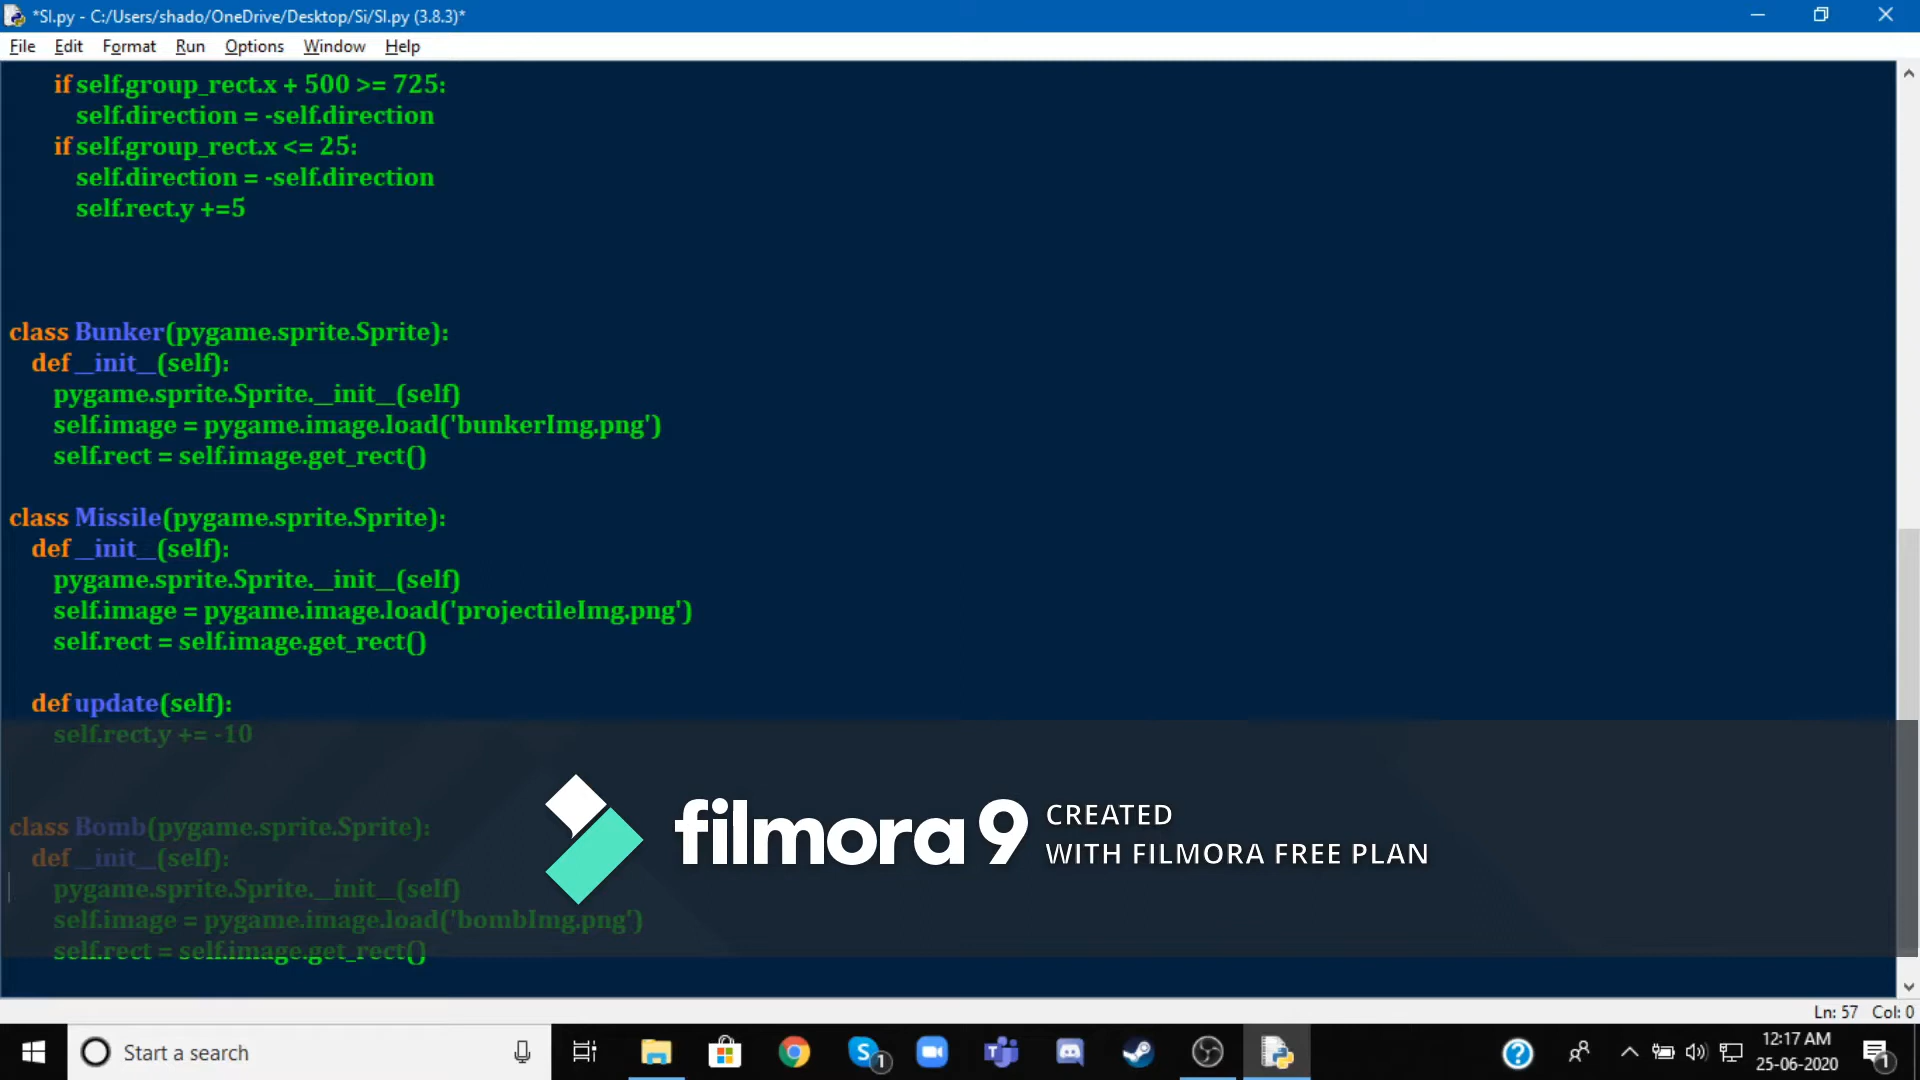 *SI.py - C:/Users/shado/OneDrive/Desktop/Si/SI.py (3.8.3)*
File Edit Format Run Options Window Help
if self.group_rect.x + 500 >= 725:
self.direction = -self.direction
if self.group_rect.x <= 25:
self.direction = -self.direction
self.rect.y +=5
class Bunker(pygame.sprite.Sprite):
def __init__(self):
pygame.sprite.Sprite.__init__(self)
self.image = pygame.image.load('bunkerImg.png')
self.rect = self.image.get_rect()
class Missile(pygame.sprite.Sprite):
def __init__(self):
pygame.sprite.Sprite.__init__(self)
self.image = pygame.image.load('projectileImg.png')
self.rect = self.image.get_rect()
def update(self):
self.rect.y += -10
class Bomb(pygame.sprite.Sprite):
def __init__(self):
pygame.sprite.Sprite.__init__(self)
self.image = pygame.image.load('bombImg.png')
self.rect = self.image.get_rect()
filmora 9
CREATED
WITH FILMORA FREE PLAN
Ln: 57 Col: 0
Start a search
S 1
12:17 AM
25-06-2020
1